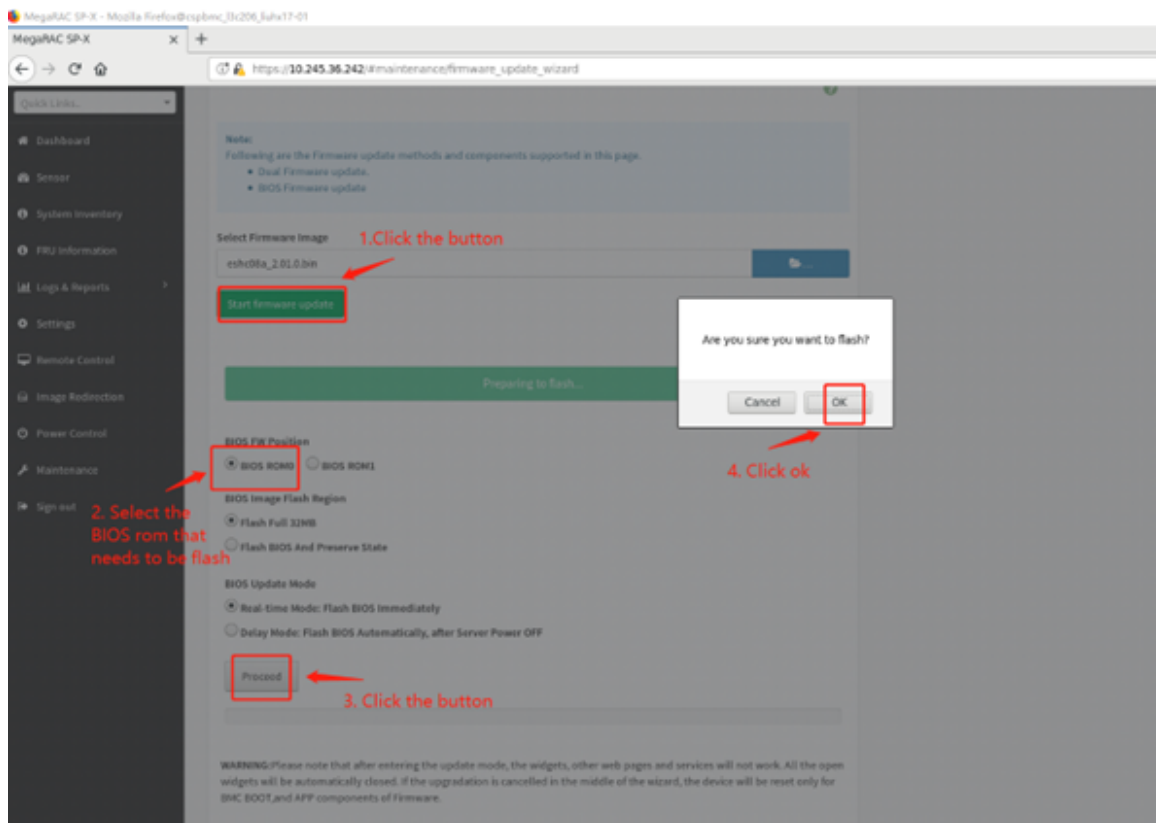 MegaRAC SP-X - Mozilla Firefox@cspbmc_l3c206_liuhx17-01
MegaRAC SP-X × +
https://10.245.36.242/#maintenance/firmware_update_wizard
Quick Links...
Dashboard
Sensor
System Inventory
FRU Information
Logs & Reports
Settings
Remote Control
Image Redirection
Power Control
Maintenance
Sign out
Note:
Following are the Firmware update methods and components supported in this page.
• Dual Firmware update.
• BIOS Firmware update
Select Firmware Image
1.Click the button
eshc08a_2.01.0.bin
Start firmware update
Preparing to flash...
Are you sure you want to flash?
Cancel OK
4. Click ok
BIOS FW Position
BIOS ROM0 BIOS ROM1
2. Select the
BIOS rom that
needs to be flash
BIOS Image Flash Region
Flash Full 32MB
Flash BIOS And Preserve State
BIOS Update Mode
Real-time Mode: Flash BIOS Immediately
Delay Mode: Flash BIOS Automatically, after Server Power OFF
Proceed
3. Click the button
WARNING:Please note that after entering the update mode, the widgets, other web pages and services will not work. All the open
widgets will be automatically closed. If the upgradation is cancelled in the middle of the wizard, the device will be reset only for
BMC BOOT,and APP components of Firmware.